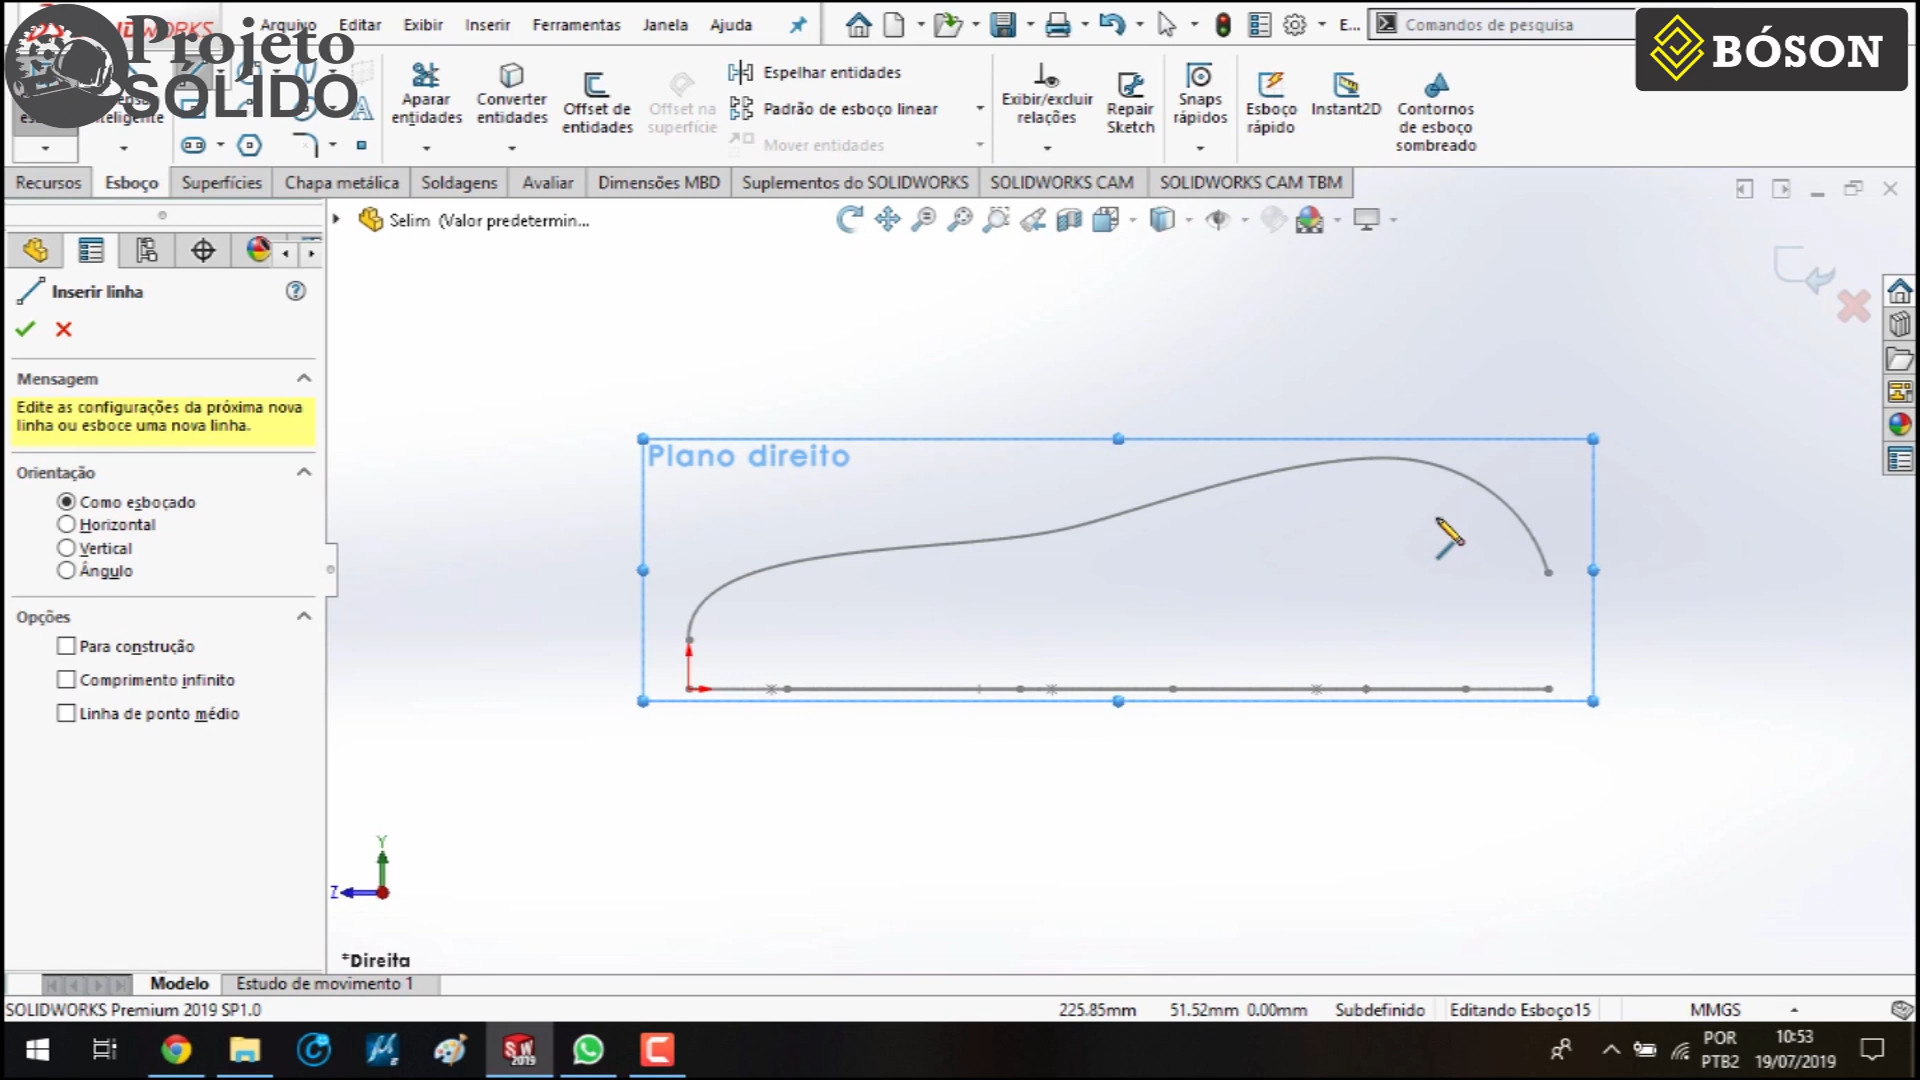 Projeto
SÓLIDO
WORKS
Arquivo
Editar
Exibir
Inserir
Ferramentas
Janela
Ajuda
E...
Comandos de pesquisa
BÓSON
Aparar
entidades
Converter
entidades
Offset de
entidades
Offset na
superfície
Espelhar entidades
Padrão de esboço linear
Mover entidades
Exibir/excluir
relações
Repair
Sketch
Snaps
rápidos
Esboço
rápido
Instant2D
Contornos
de esboço
sombreado
Recursos
Esboço
Superfícies
Chapa metálica
Soldagens
Avaliar
Dimensões MBD
Suplementos do SOLIDWORKS
SOLIDWORKS CAM
SOLIDWORKS CAM TBM
Selim (Valor predetermin...
Inserir linha
Mensagem
Edite as configurações da próxima nova
linha ou esboce uma nova linha.
Orientação
Como esboçado
Horizontal
Vertical
Ângulo
Opções
Para construção
Comprimento infinito
Linha de ponto médio
Plano direito
Y
Z
*Direita
Modelo
Estudo de movimento 1
SOLIDWORKS Premium 2019 SP1.0
225.85mm
51.52mm 0.00mm
Subdefinido
Editando Esboço15
MMGS
SW
2019
POR
PTB2
10:53
19/07/2019